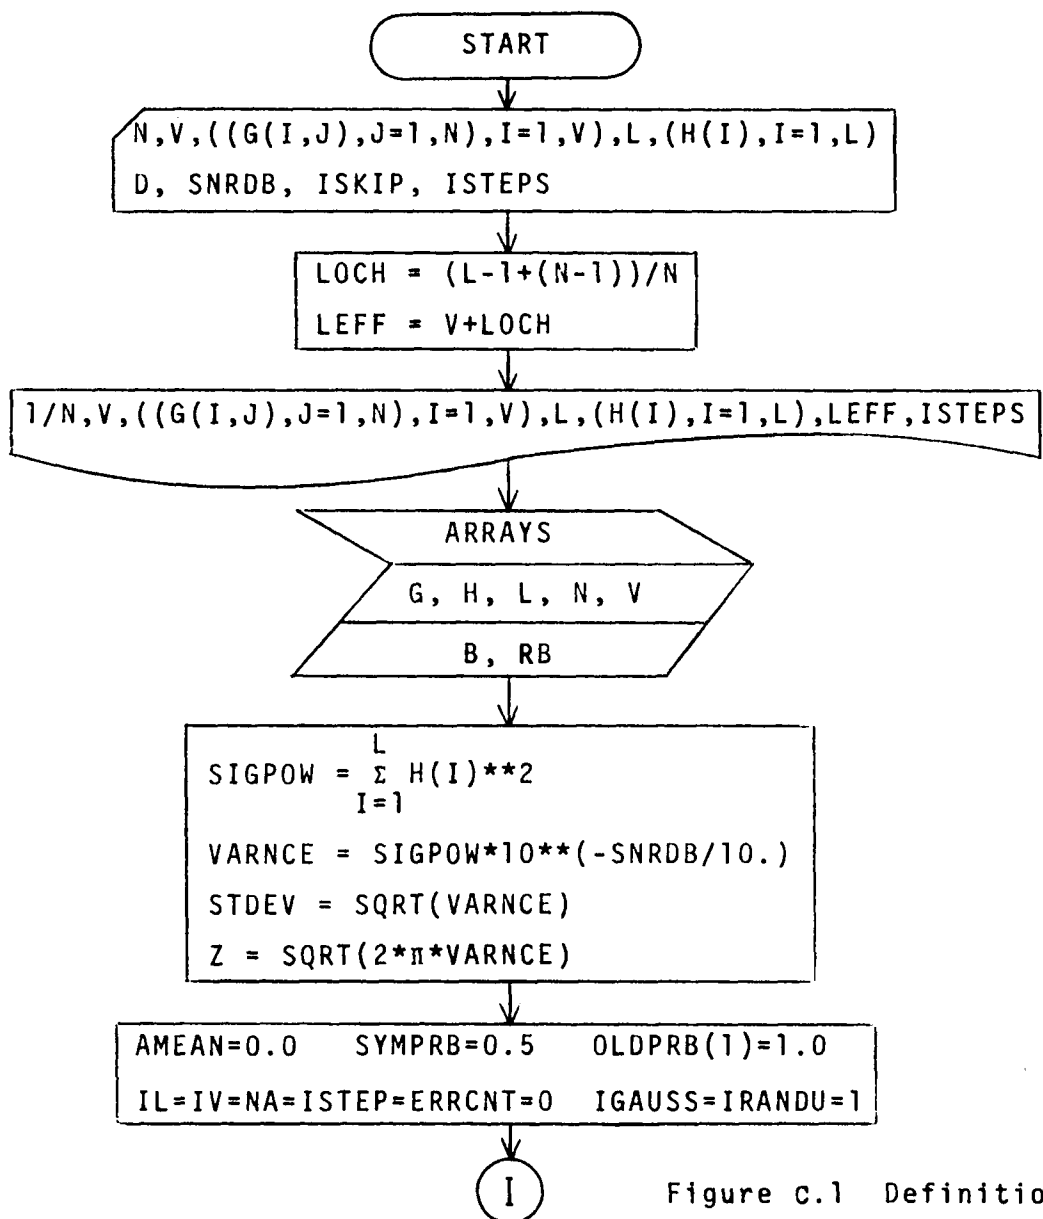 START
N,V,((G(I,J),J=1,N),I=1,V),L,(H(I),I=1,L)
D, SNRDB, ISKIP, ISTEPS
LOCH = (L-1+(N-1))/N
LEFF = V+LOCH
1/N,V,((G(I,J),J=1,N),I=1,V),L,(H(I),I=1,L),LEFF,ISTEPS
ARRAYS
G, H, L, N, V
B, RB
L
SIGPOW = Σ H(I)**2
I=1
VARNCE = SIGPOW*10**(-SNRDB/10.)
STDEV = SQRT(VARNCE)
Z = SQRT(2*π*VARNCE)
AMEAN=0.0 SYMPRB=0.5 OLDPRB(1)=1.0
IL=IV=NA=ISTEP=ERRCNT=0 IGAUSS=IRANDU=1
I
Figure C.1 Definitio